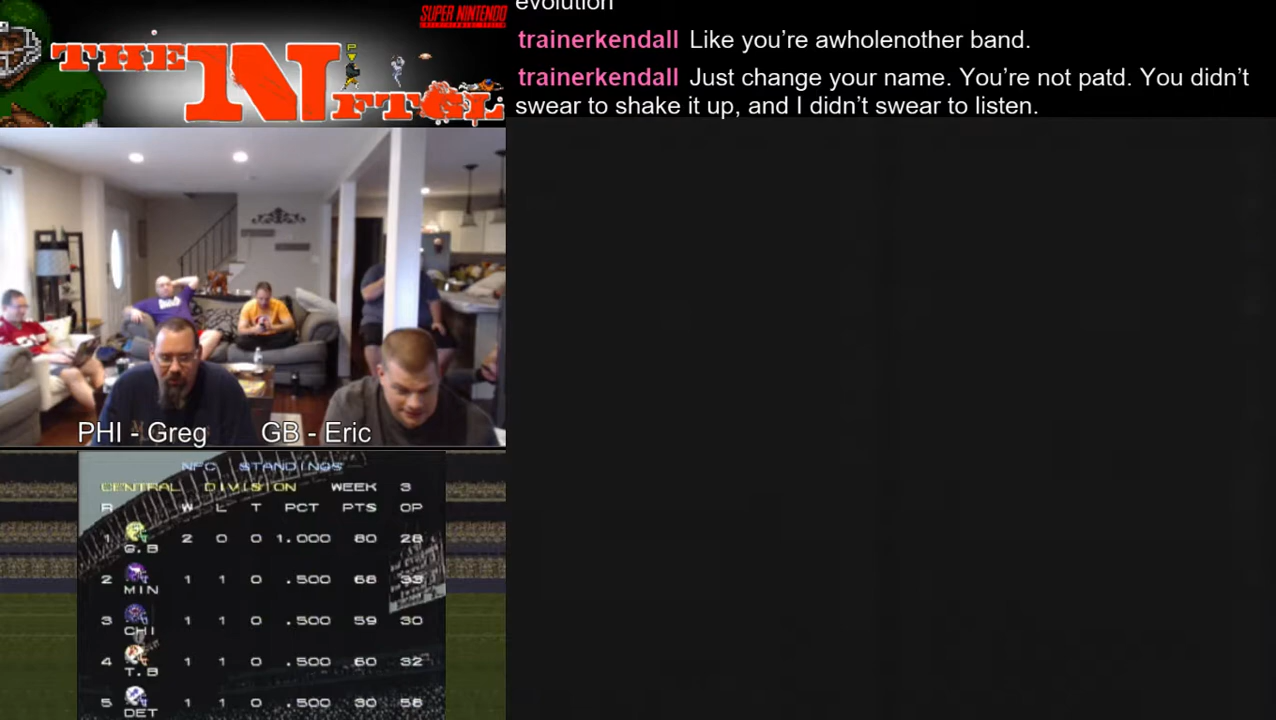 SUPER NINTENDO
THE NFTSL
evolution
trainerkendall Like you're awholenother band.
trainerkendall Just change your name. You're not patd. You didn't
swear to shake it up, and I didn't swear to listen.
PHI - Greg GB - Eric
NFC STANDINGS
CENTRAL DIVISION WEEK 3
R W L T PCT PTS OP
1 G.B 2 0 0 1.000 80 28
2 MIN 1 1 0 .500 68 33
3 CHI 1 1 0 .500 59 30
4 T.B 1 1 0 .500 60 32
5 DET 1 1 0 .500 30 58